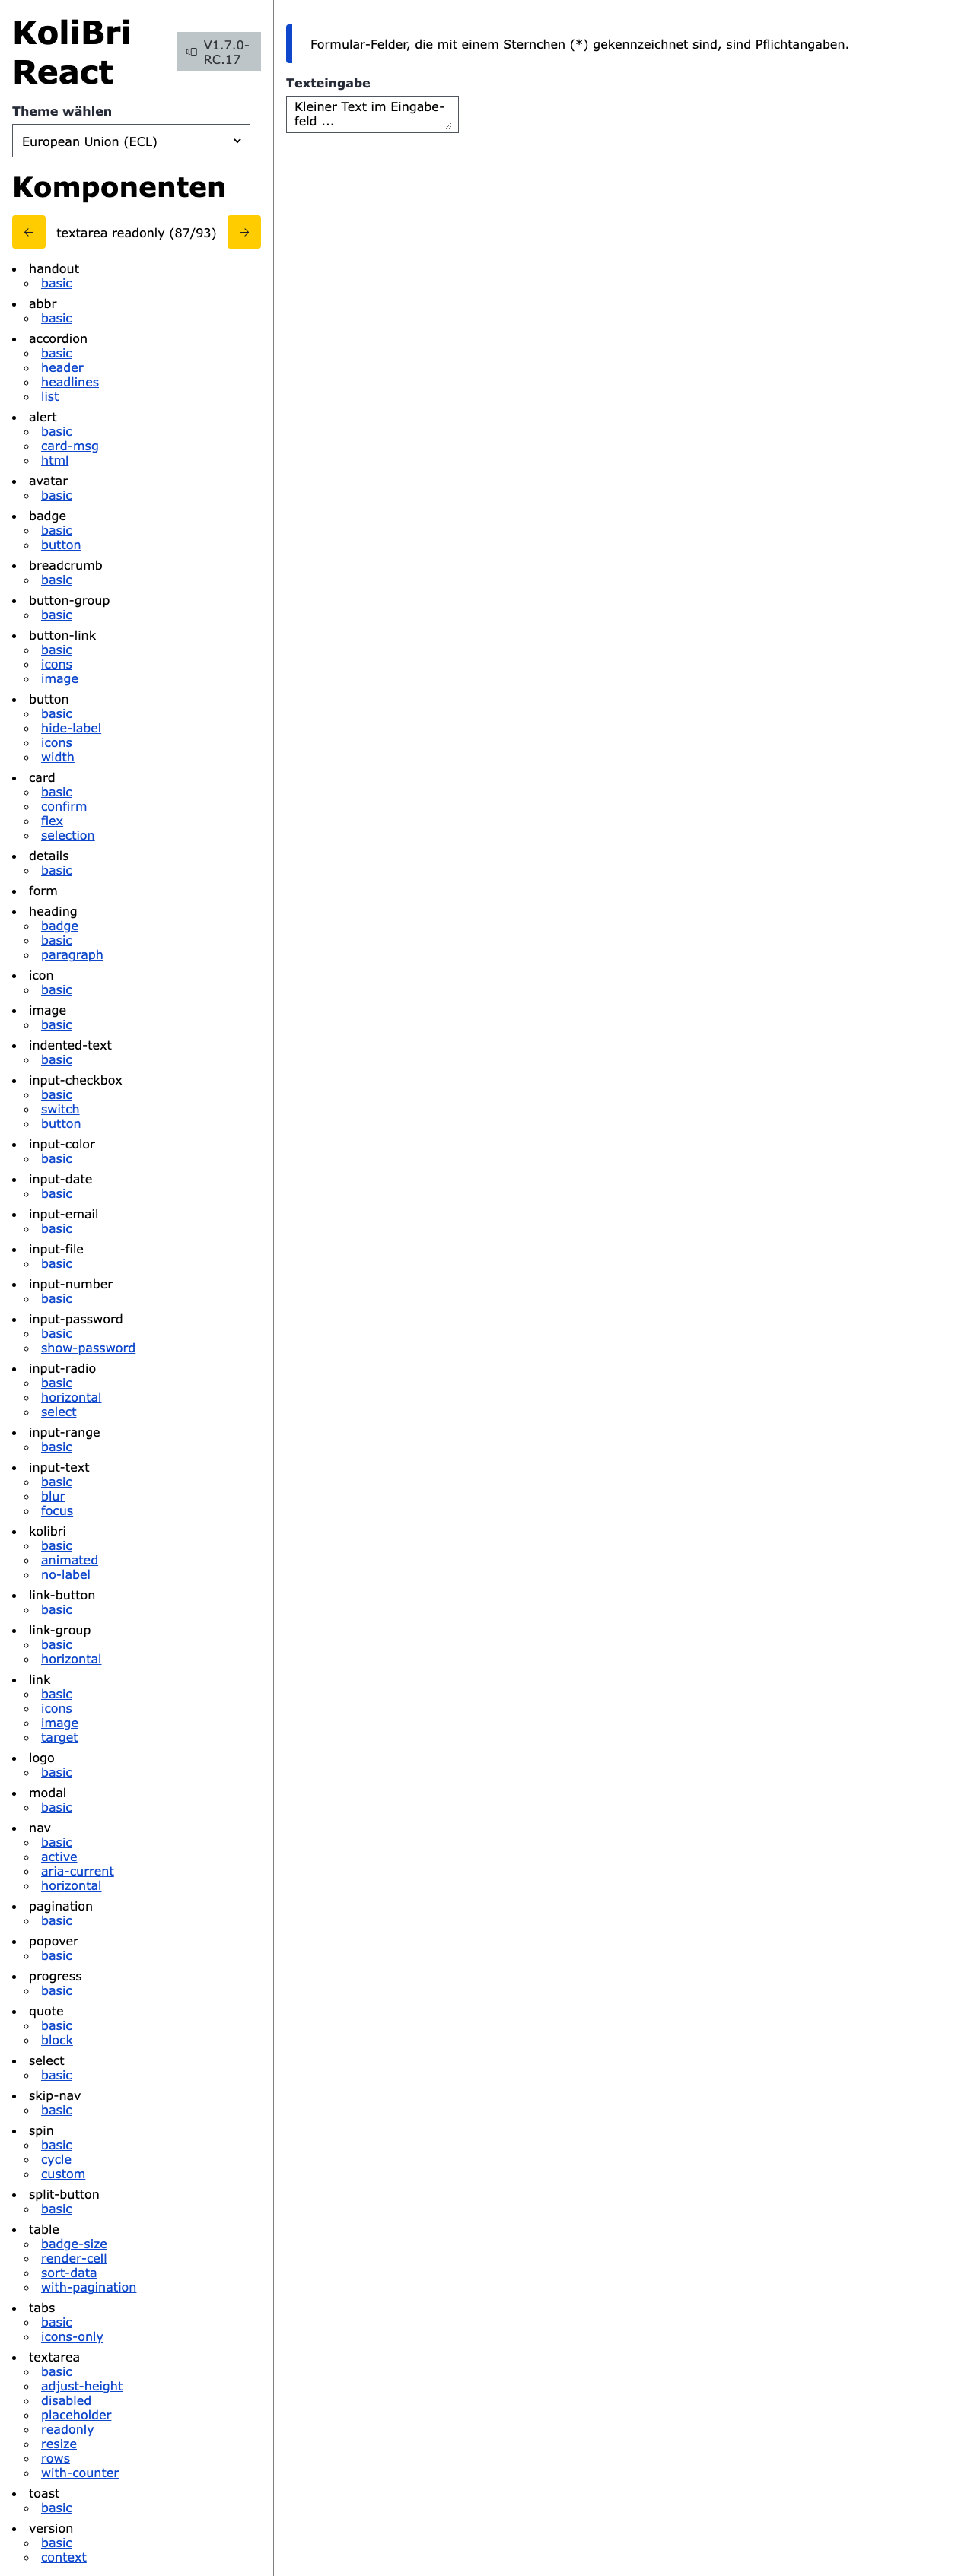 KoliBri
React
V1.7.0-
RC.17
Theme wählen
European Union (ECL)
Komponenten
← textarea readonly (87/93) →
handout
basic
abbr
basic
accordion
basic
header
headlines
list
alert
basic
card-msg
html
avatar
basic
badge
basic
button
breadcrumb
basic
button-group
basic
button-link
basic
icons
image
button
basic
hide-label
icons
width
card
basic
confirm
flex
selection
details
basic
form
heading
badge
basic
paragraph
icon
basic
image
basic
indented-text
basic
input-checkbox
basic
switch
button
input-color
basic
input-date
basic
input-email
basic
input-file
basic
input-number
basic
input-password
basic
show-password
input-radio
basic
horizontal
select
input-range
basic
input-text
basic
blur
focus
kolibri
basic
animated
no-label
link-button
basic
link-group
basic
horizontal
link
basic
icons
image
target
logo
basic
modal
basic
nav
basic
active
aria-current
horizontal
pagination
basic
popover
basic
progress
basic
quote
basic
block
select
basic
skip-nav
basic
spin
basic
cycle
custom
split-button
basic
table
badge-size
render-cell
sort-data
with-pagination
tabs
basic
icons-only
textarea
basic
adjust-height
disabled
placeholder
readonly
resize
rows
with-counter
toast
basic
version
basic
context
Formular-Felder, die mit einem Sternchen (*) gekennzeichnet sind, sind Pflichtangaben.
Texteingabe
Kleiner Text im Eingabe-
feld ...